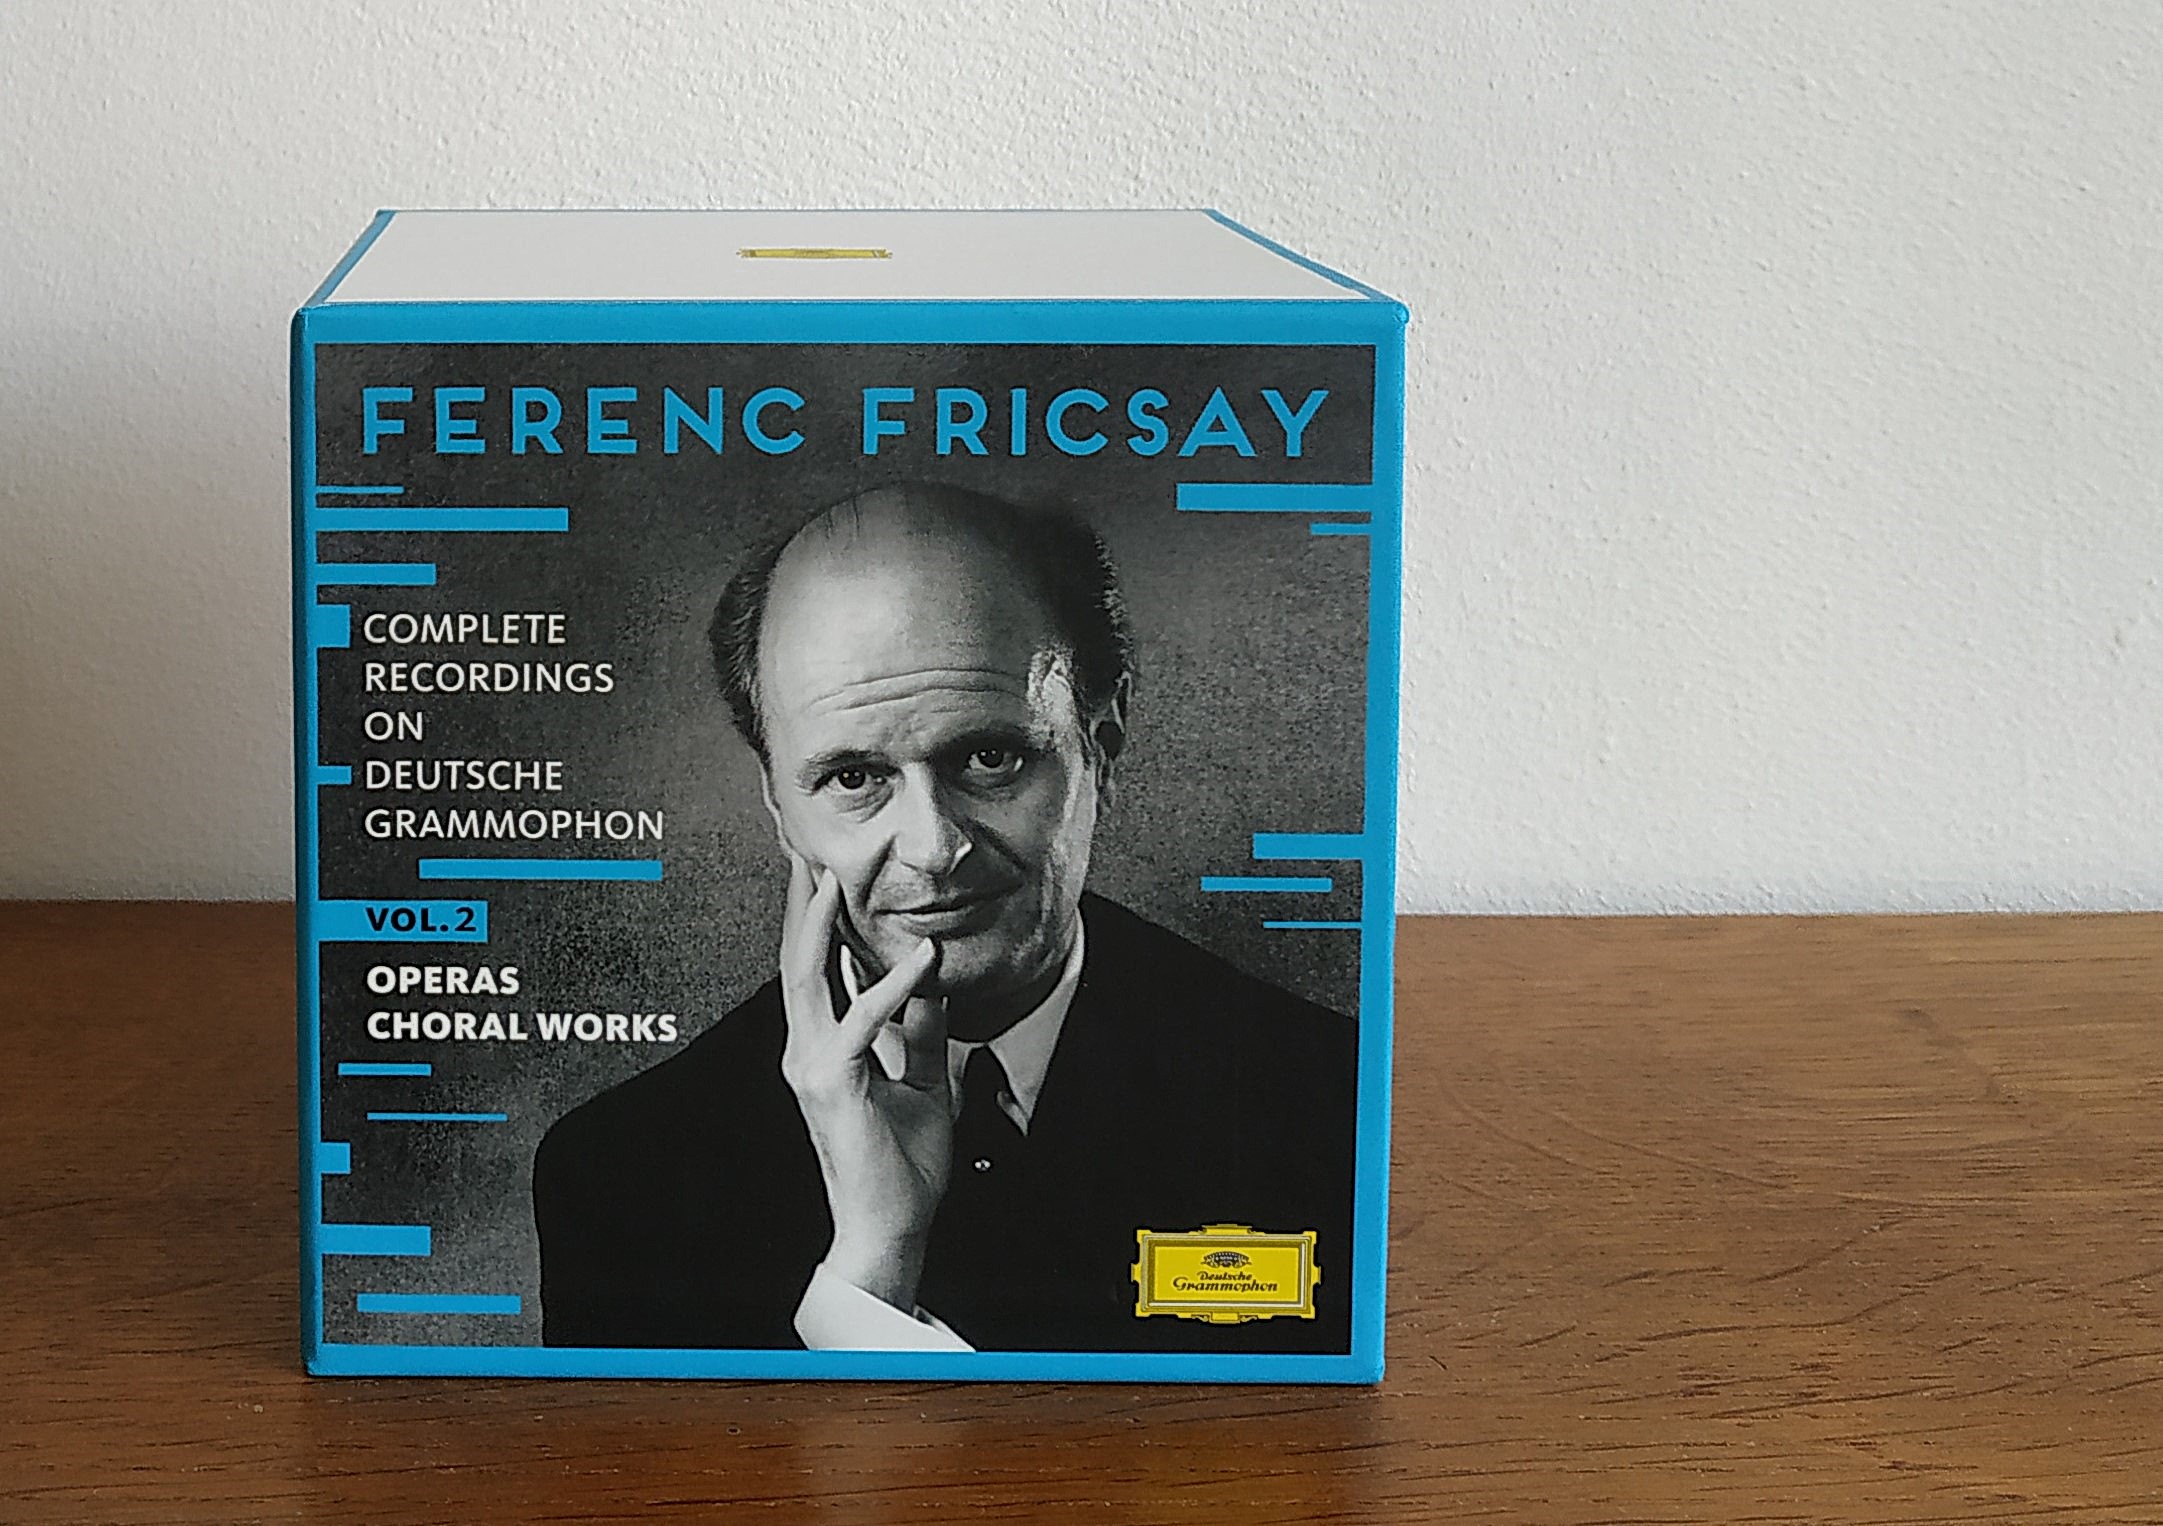 FERENC FRICSAY
COMPLETE
RECORDINGS
ON
DEUTSCHE
GRAMMOPHON
VOL.2
OPERAS
CHORAL WORKS
Deutsche
Grammophon